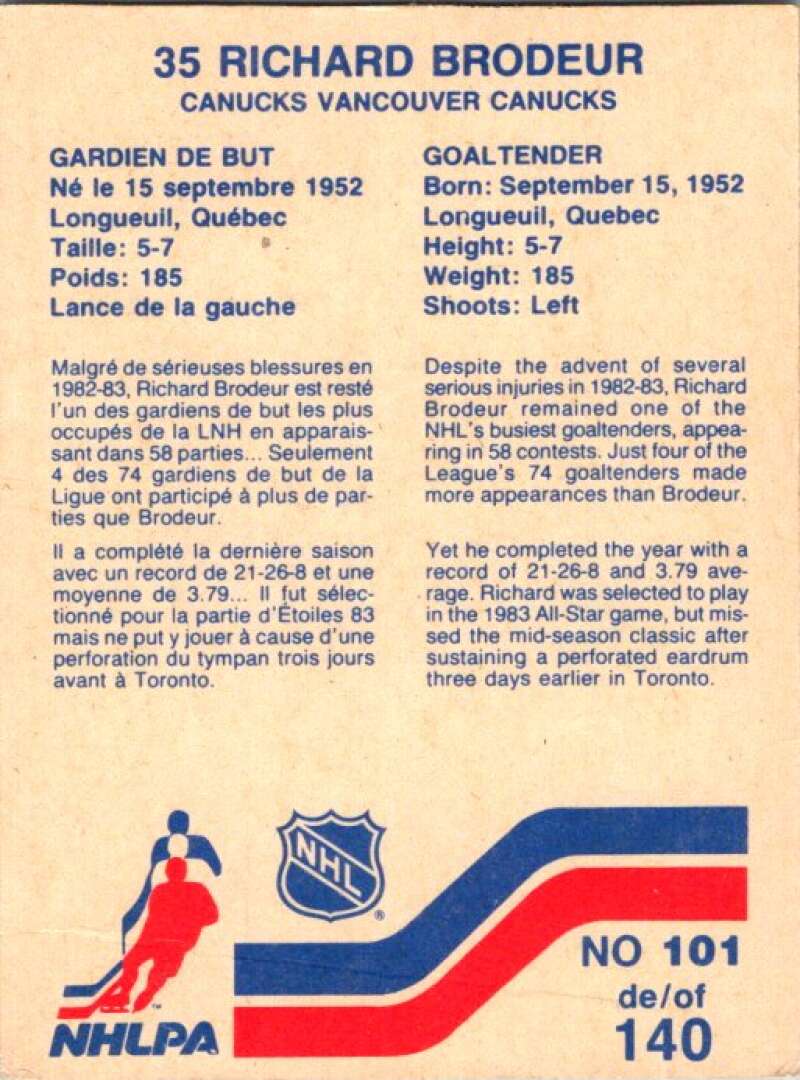 35 RICHARD BRODEUR
CANUCKS VANCOUVER CANUCKS
GARDIEN DE BUT
Né le 15 septembre 1952
Longueuil, Québec
Taille: 5-7
Poids: 185
Lance de la gauche
Malgré de sérieuses blessures en
1982-83, Richard Brodeur est resté
l'un des gardiens de but les plus
occupés de la LNH en apparais-
sant dans 58 parties... Seulement
4 des 74 gardiens de but de la
Ligue ont participé à plus de par-
ties que Brodeur.
Il a complété la dernière saison
avec un record de 21-26-8 et une
moyenne de 3.79... Il fut sélec-
tionné pour la partie d'Étoiles 83
mais ne put y jouer à cause d'une
perforation du tympan trois jours
avant à Toronto.
GOALTENDER
Born: September 15, 1952
Longueuil, Quebec
Height: 5-7
Weight: 185
Shoots: Left
Despite the advent of several
serious injuries in 1982-83, Richard
Brodeur remained one of the
NHL's busiest goaltenders, appea-
ring in 58 contests. Just four of the
League's 74 goaltenders made
more appearances than Brodeur.
Yet he completed the year with a
record of 21-26-8 and 3.79 ave-
rage. Richard was selected to play
in the 1983 All-Star game, but mis-
sed the mid-season classic after
sustaining a perforated eardrum
three days earlier in Toronto.
NHL
®
™
NHLPA
NO 101
de/of
140